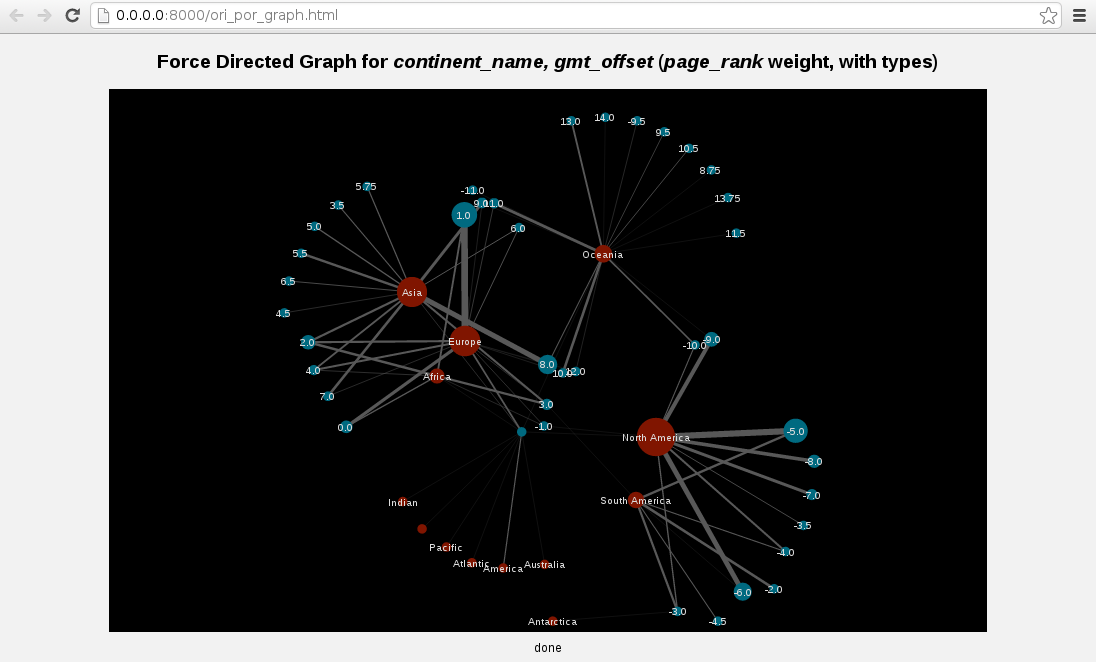 0.0.0.0:8000/ori_por_graph.html
Force Directed Graph for continent_name, gmt_offset (page_rank weight, with types)
13.0
14.0
-9.5
9.5
10.5
8.75
13.75
11.5
5.75
-11.0
3.5
9.0
11.0
1.0
5.0
6.0
5.5
Oceania
6.5
Asia
4.5
2.0
Europe
-10.0
-9.0
8.0
4.0
10.0
12.0
Africa
7.0
3.0
0.0
-1.0
North America
-5.0
-8.0
-7.0
Indian
South America
-3.5
Pacific
-4.0
Atlantic
America
Australia
-2.0
-6.0
-3.0
Antarctica
-4.5
done